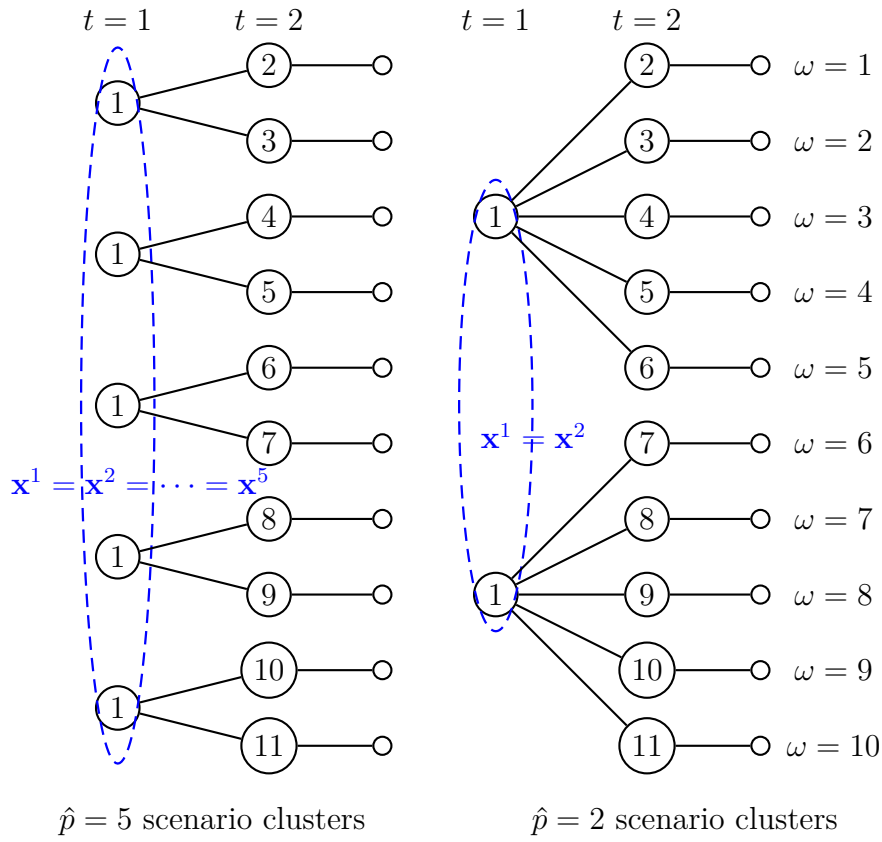 t = 1 t = 2 t = 1 t = 2
2 2 ω = 1
1
3 3 ω = 2
4 1 4 ω = 3
1
5 5 ω = 4
6 6 ω = 5
1
7 x¹ = x² 7 ω = 6
x¹ = x² = ⋯ = x⁵
8 8 ω = 7
1
9 1 9 ω = 8
10 10 ω = 9
1
11 11 ω = 10
p̂ = 5 scenario clusters p̂ = 2 scenario clusters